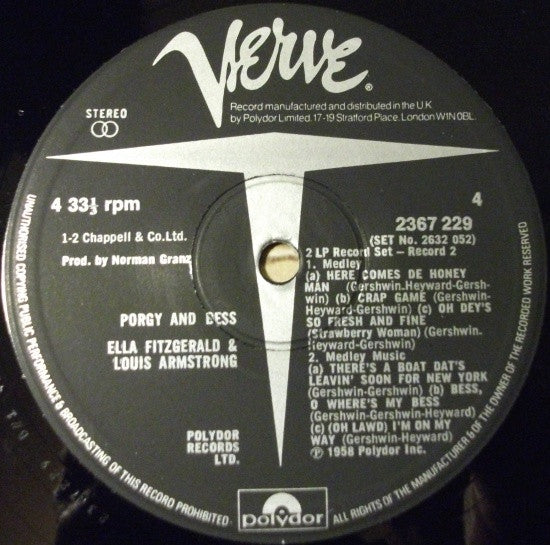 Verve®
Record manufactured and distributed in the U.K
by Polydor Limited. 17-19 Stratford Place. London W1N 0BL.
STEREO
4 33⅓ rpm
4
1-2 Chappell & Co.Ltd.
Prod. by Norman Granz
2367 229
(SET No. 2632 052)
PORGY AND BESS
ELLA FITZGERALD &
LOUIS ARMSTRONG
POLYDOR
RECORDS
LTD.
2 LP Record Set – Record 2
1. Medley
(a) HERE COMES DE HONEY
MAN (Gershwin-Heyward-Gersh-
win) (b) CRAP GAME (Gershwin-
Heyward-Gershwin) (c) OH DEY'S
SO FRESH AND FINE
(Strawberry Woman) (Gershwin-
Heyward-Gershwin)
2. Medley Music
(a) THERE'S A BOAT DAT'S
LEAVIN' SOON FOR NEW YORK
(Gershwin-Gershwin) (b) BESS,
O WHERE'S MY BESS
(Gershwin-Gershwin-Heyward)
(c) (OH LAWD) I'M ON MY
WAY (Gershwin-Heyward)
Ⓟ 1958 Polydor Inc.
polydor
UNAUTHORISED COPYING PUBLIC PERFORMANCE & BROADCASTING OF THIS RECORD PROHIBITED · ALL RIGHTS OF THE MANUFACTURER & OF THE OWNER OF THE RECORDED WORK RESERVED